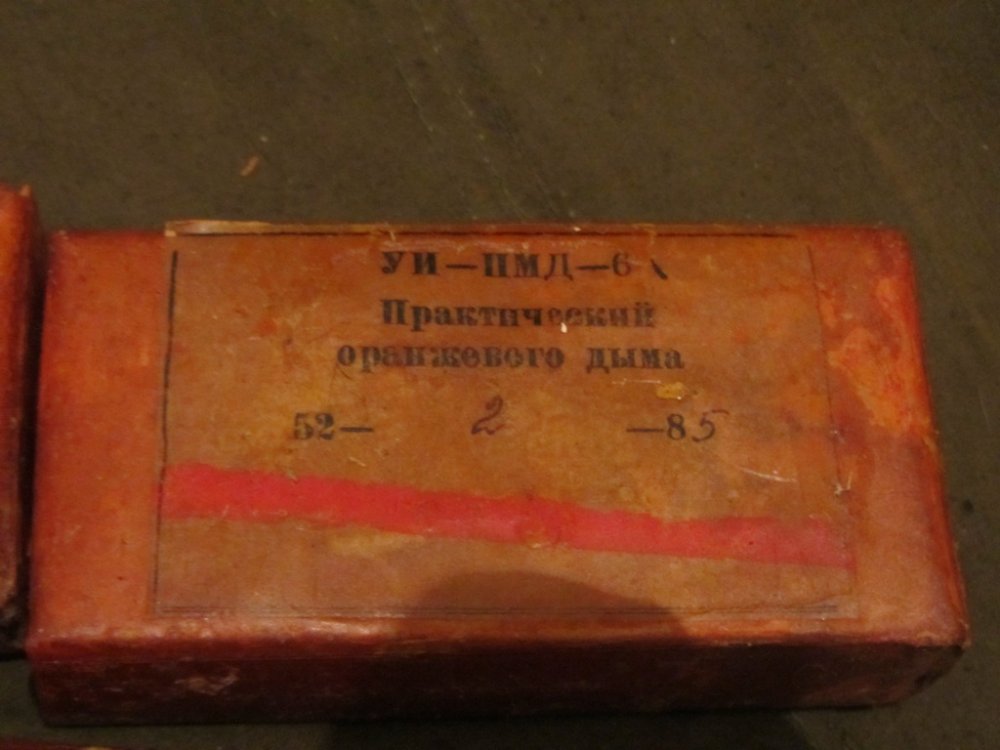 УИ—ПМД—6
Практический
оранжевого дыма
52— 2 —85